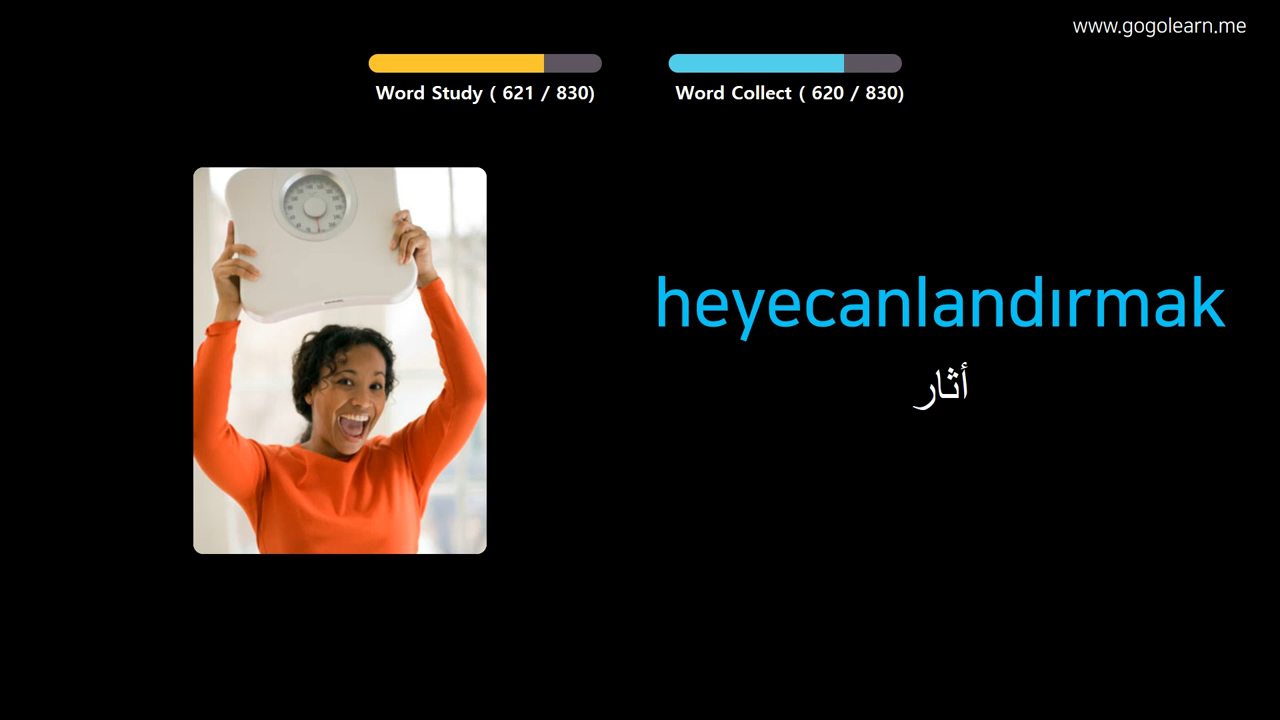 www.gogolearn.me
Word Study ( 621 / 830)
Word Collect ( 620 / 830)
heyecanlandırmak
أثار